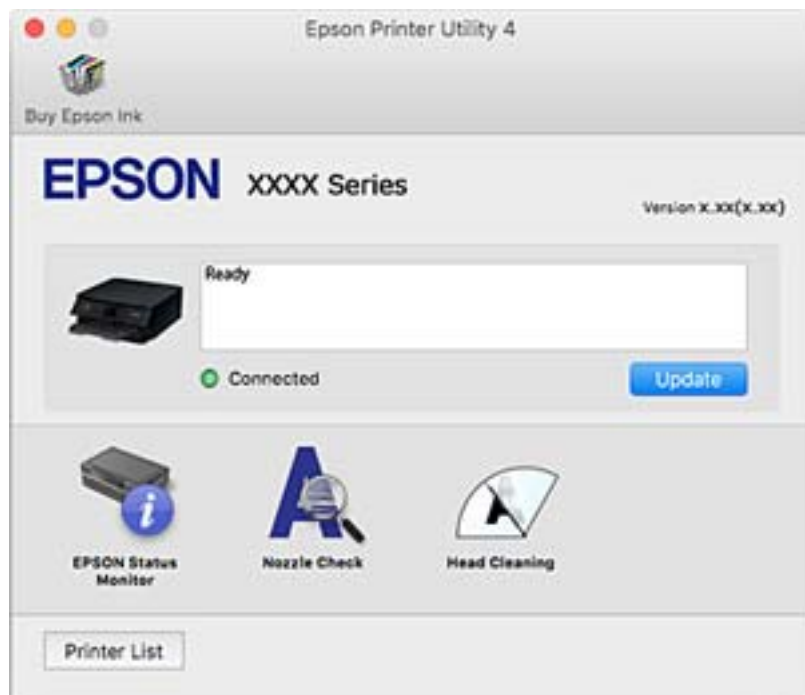 Epson Printer Utility 4
Buy Epson Ink
EPSON XXXX Series
Version x.xx(x.xx)
Ready
Connected
Update
EPSON Status
Monitor
Nozzle Check
Head Cleaning
Printer List